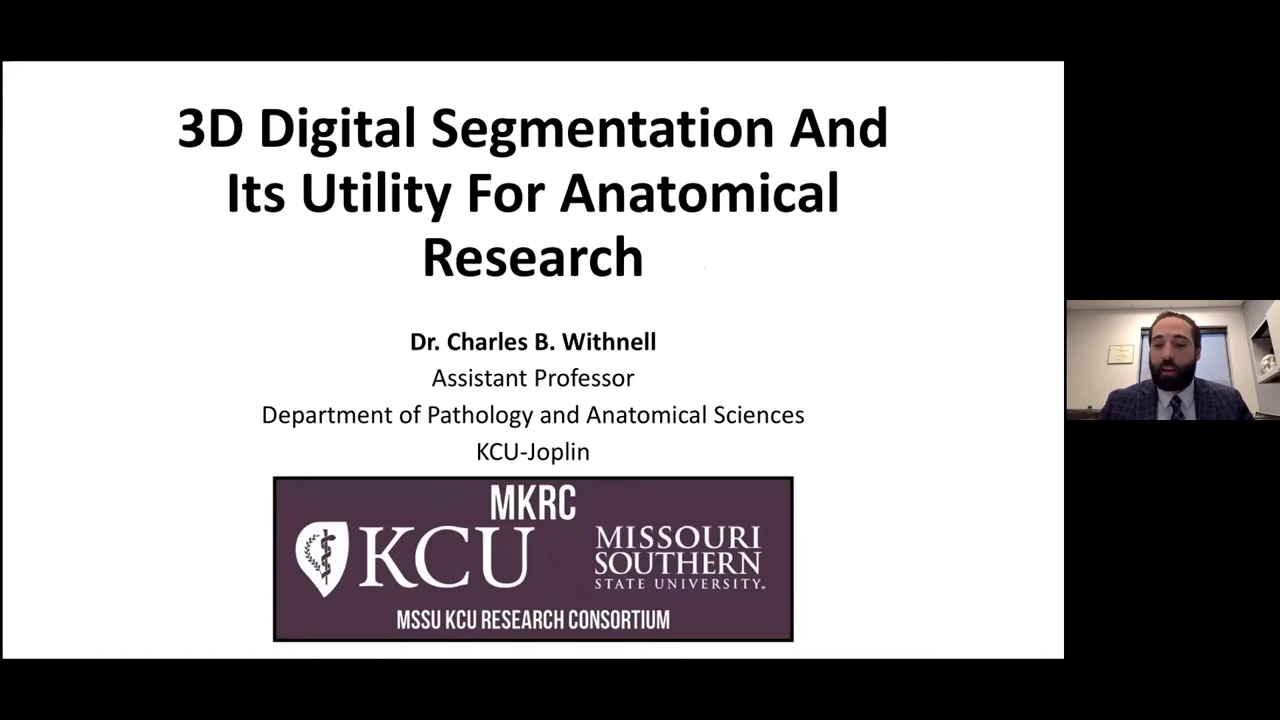 3D Digital Segmentation And
Its Utility For Anatomical
Research
Dr. Charles B. Withnell
Assistant Professor
Department of Pathology and Anatomical Sciences
KCU-Joplin
MKRC
KCU
MISSOURI
SOUTHERN
STATE UNIVERSITY.
MSSU KCU RESEARCH CONSORTIUM